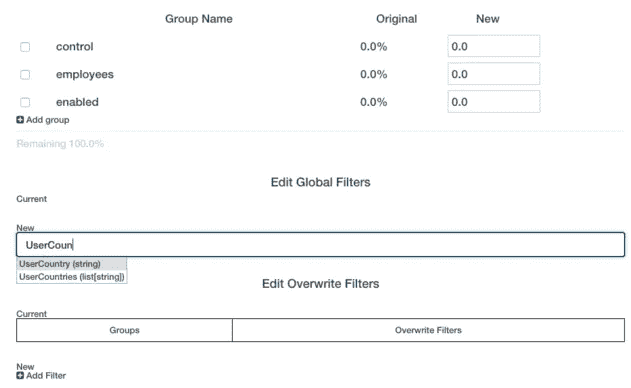 Group Name Original New
control 0.0% 0.0
employees 0.0% 0.0
enabled 0.0% 0.0
Add group
Remaining 100.0%
Edit Global Filters
Current
New
UserCoun
UserCountry (string)
UserCountries (list[string])
Edit Overwrite Filters
Current
Groups Overwrite Filters
New
Add Filter